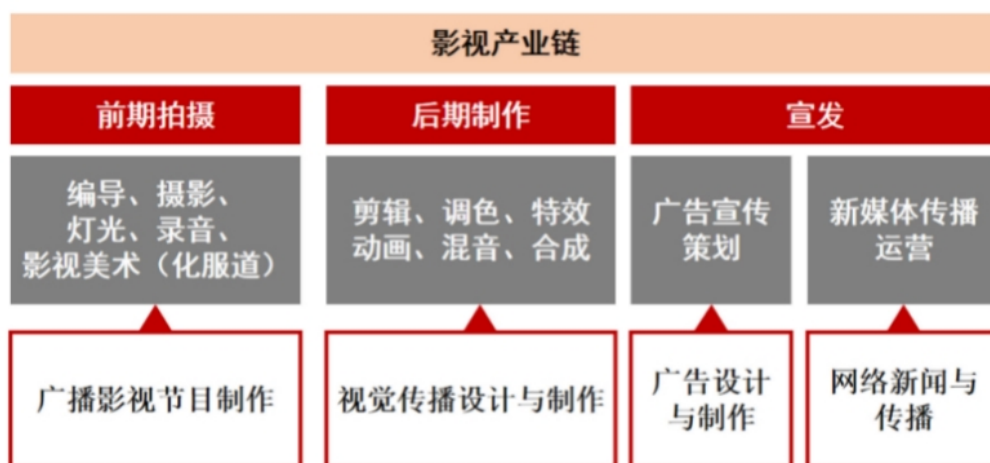 影视产业链
前期拍摄
后期制作
宣发
编导、摄影、
灯光、录音、
影视美术（化服道）
剪辑、调色、特效
动画、混音、合成
广告宣传
策划
新媒体传播
运营
广播影视节目制作
视觉传播设计与制作
广告设计
与制作
网络新闻与
传播